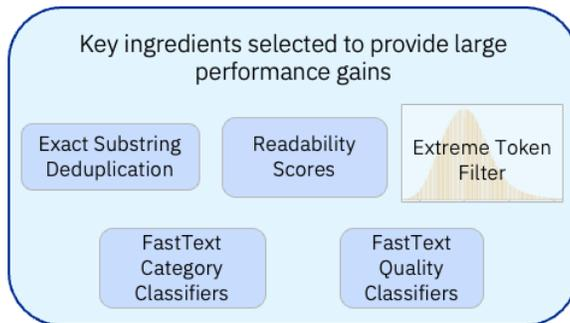 Key ingredients selected to provide large
performance gains
Exact Substring
Deduplication
Readability
Scores
Extreme Token
Filter
FastText
Category
Classifiers
FastText
Quality
Classifiers